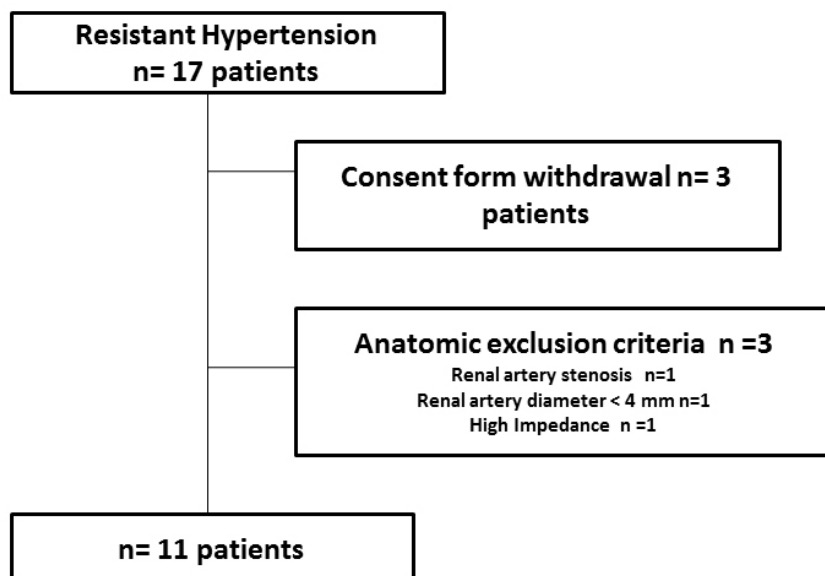 Resistant Hypertension
n= 17 patients
Consent form withdrawal n= 3
patients
Anatomic exclusion criteria n =3
Renal artery stenosis n=1
Renal artery diameter < 4 mm n=1
High Impedance n =1
n= 11 patients